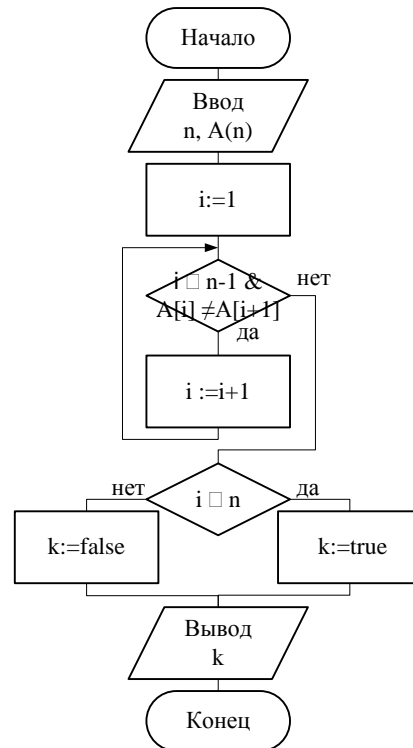 Начало
Ввод
n, A(n)
i:=1
i □ n-1 &
A[i] ≠A[i+1]
нет
да
i :=i+1
i □ n
нет
да
k:=false
k:=true
Вывод
k
Конец